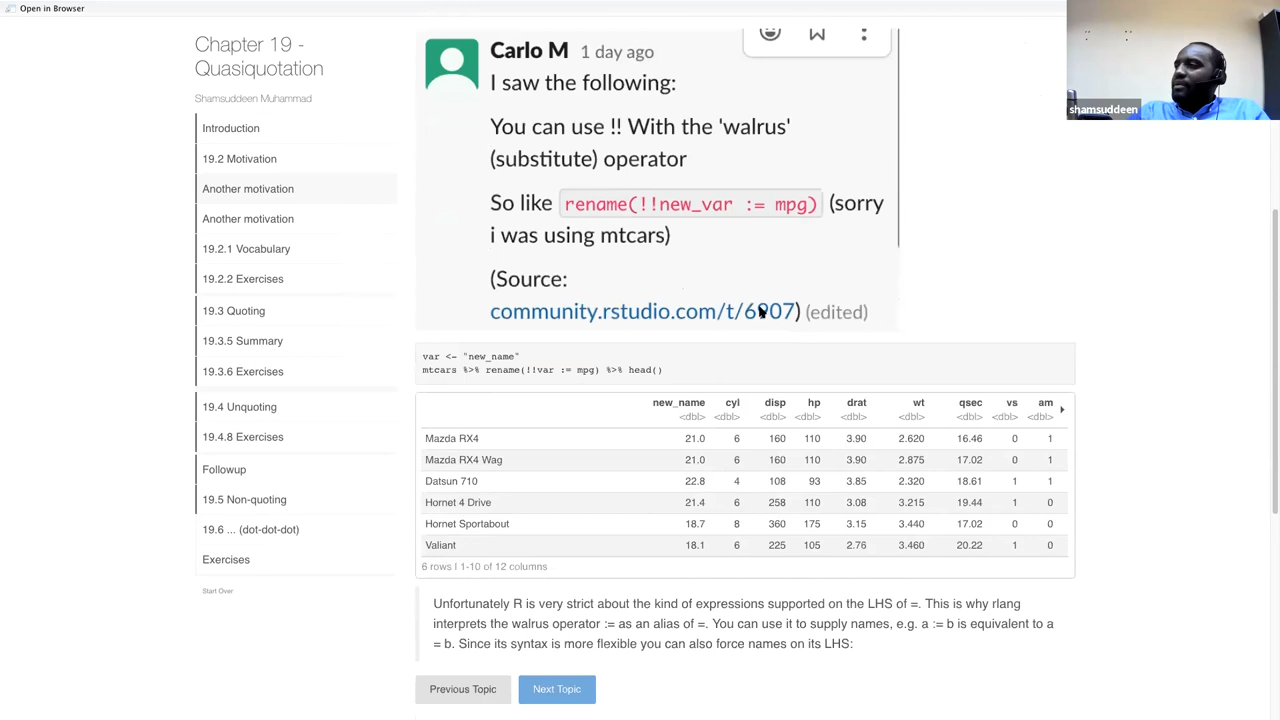 Open in Browser
Chapter 19 -
Quasiquotation
Shamsuddeen Muhammad
Introduction
19.2 Motivation
Another motivation
Another motivation
19.2.1 Vocabulary
19.2.2 Exercises
19.3 Quoting
19.3.5 Summary
19.3.6 Exercises
19.4 Unquoting
19.4.8 Exercises
Followup
19.5 Non-quoting
19.6 ... (dot-dot-dot)
Exercises
Start Over
Carlo M 1 day ago
I saw the following:
You can use !! With the 'walrus'
(substitute) operator
So like rename(!!new_var := mpg) (sorry
i was using mtcars)
(Source:
community.rstudio.com/t/6907) (edited)
var <- "new_name"
mtcars %>% rename(!!var := mpg) %>% head()
new_name cyl disp hp drat wt qsec vs am
<dbl> <dbl> <dbl> <dbl> <dbl> <dbl> <dbl> <dbl> <dbl>
Mazda RX4 21.0 6 160 110 3.90 2.620 16.46 0 1
Mazda RX4 Wag 21.0 6 160 110 3.90 2.875 17.02 0 1
Datsun 710 22.8 4 108 93 3.85 2.320 18.61 1 1
Hornet 4 Drive 21.4 6 258 110 3.08 3.215 19.44 1 0
Hornet Sportabout 18.7 8 360 175 3.15 3.440 17.02 0 0
Valiant 18.1 6 225 105 2.76 3.460 20.22 1 0
6 rows | 1-10 of 12 columns
Unfortunately R is very strict about the kind of expressions supported on the LHS of =. This is why rlang
interprets the walrus operator := as an alias of =. You can use it to supply names, e.g. a := b is equivalent to a
= b. Since its syntax is more flexible you can also force names on its LHS:
Previous Topic Next Topic
shamsuddeen